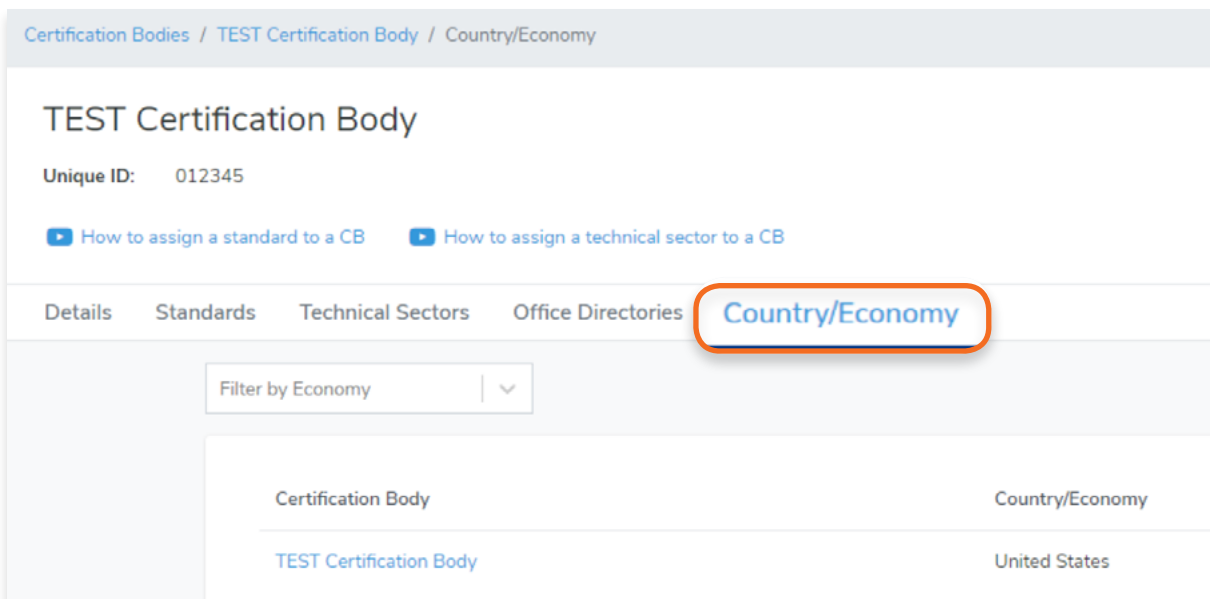 Certification Bodies / TEST Certification Body / Country/Economy
TEST Certification Body
Unique ID: 012345
How to assign a standard to a CB How to assign a technical sector to a CB
Details Standards Technical Sectors Office Directories Country/Economy
Filter by Economy
Certification Body Country/Economy
TEST Certification Body United States